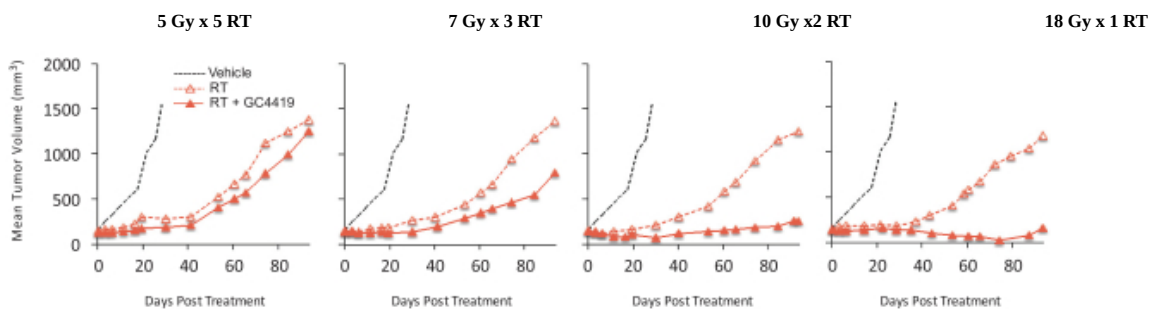 5 Gy x 5 RT
7 Gy x 3 RT
10 Gy x2 RT
18 Gy x 1 RT
Mean Tumor Volume (mm³)
2000
1500
1000
500
0
Vehicle
RT
RT + GC4419
0 20 40 60 80
0 20 40 60 80
0 20 40 60 80
0 20 40 60 80
Days Post Treatment
Days Post Treatment
Days Post Treatment
Days Post Treatment